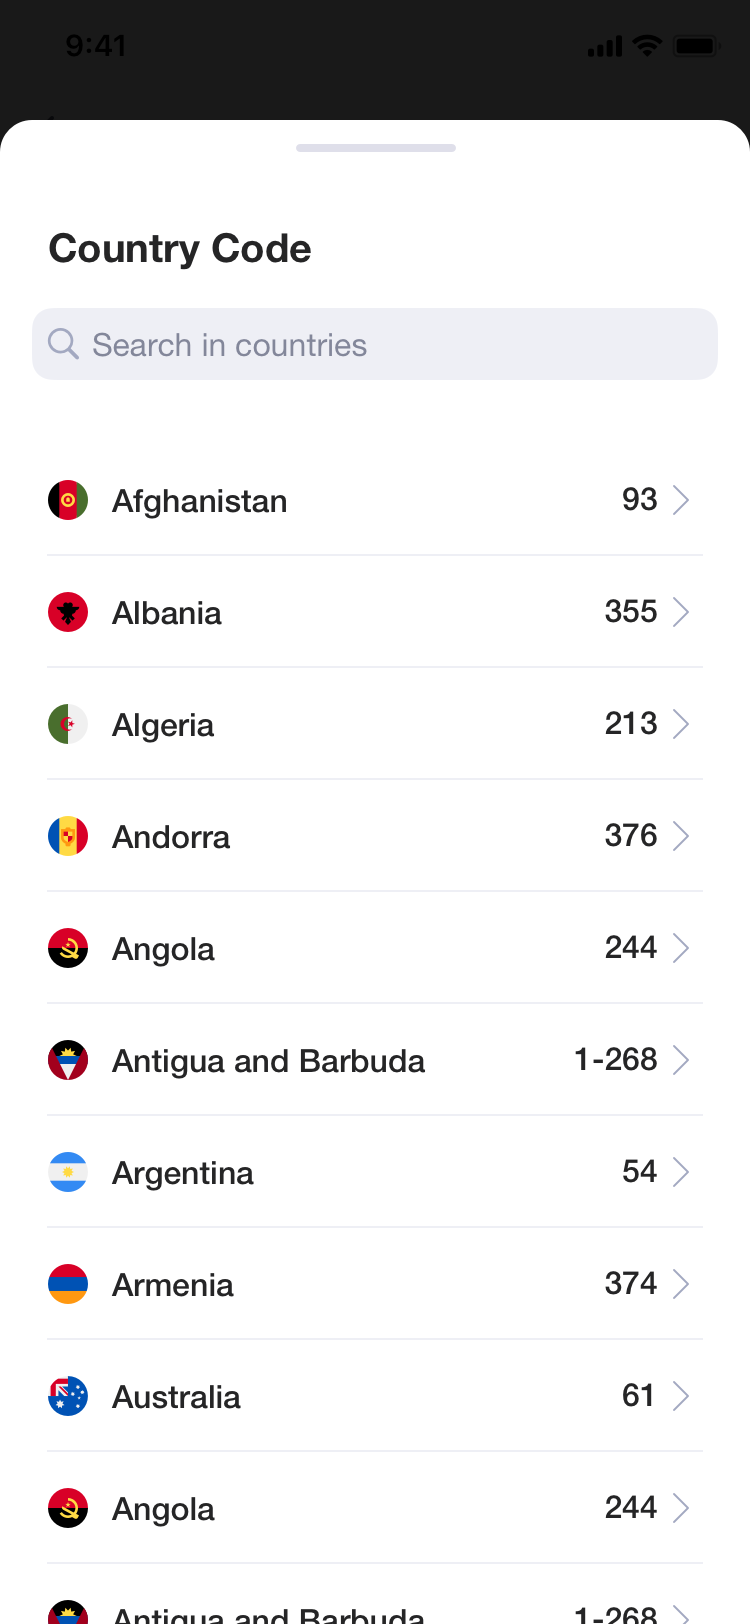 9:41
Country Code
Search in countries
Afghanistan 93
Albania 355
Algeria 213
Andorra 376
Angola 244
Antigua and Barbuda 1-268
Argentina 54
Armenia 374
Australia 61
Angola 244
Antigua and Barbuda 1-268